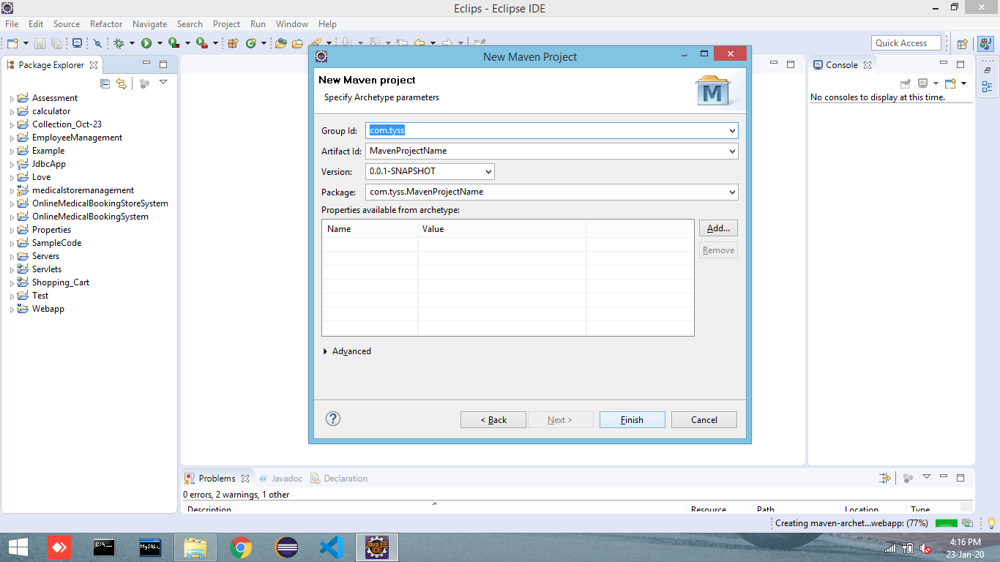 Eclips - Eclipse IDE
File Edit Source Refactor Navigate Search Project Run Window Help
Quick Access
Package Explorer
Assessment
calculator
Collection_Oct-23
EmployeeManagement
Example
JdbcApp
Love
medicalstoremanagement
OnlineMedicalBookingStoreSystem
OnlineMedicalBookingSystem
Properties
SampleCode
Servers
Servlets
Shopping_Cart
Test
Webapp
New Maven Project
New Maven project
Specify Archetype parameters
M
Group Id: com.tyss
Artifact Id: MavenProjectName
Version: 0.0.1-SNAPSHOT
Package: com.tyss.MavenProjectName
Properties available from archetype:
Name Value
Add...
Remove
Advanced
< Back Next > Finish Cancel
Console
No consoles to display at this time.
Problems @ Javadoc Declaration
0 errors, 2 warnings, 1 other
Description Resource Path Location Type
Creating maven-archet...webapp: (77%)
C:\_
MySQL
Java EE
IDE
4:16 PM
23-Jan-20